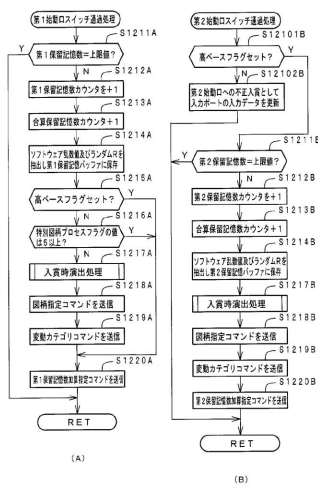 第1始動口スイッチ通過処理
S1211A
第1保留記憶数=上限値?
Y
N
S1212A
第1保留記憶数カウンタを+1
S1213A
合算保留記憶数カウンタ+1
S1214A
ソフトウェア乱数値及びランダムRを
抽出し第1保留記憶バッファに保存
S1215A
高ベースフラグセット?
Y
N
S1216A
特別図柄プロセスフラグの値
は5以上?
Y
N
S1217A
入賞時演出処理
S1218A
図柄指定コマンドを送信
S1219A
変動カテゴリコマンドを送信
S1220A
第1保留記憶数加算指定コマンドを送信
RET
(A)
第2始動口スイッチ通過処理
S12101B
高ベースフラグセット?
Y
N
S12102B
第2始動口への不正入賞として
入力ポートの入力データを更新
S1211B
第2保留記憶数=上限値?
Y
N
S1212B
第2保留記憶数カウンタを+1
S1213B
合算保留記憶数カウンタ+1
S1214B
ソフトウェア乱数値及びランダムRを
抽出し第2保留記憶バッファに保存
S1217B
入賞時演出処理
S1218B
図柄指定コマンドを送信
S1219B
変動カテゴリコマンドを送信
S1220B
第2保留記憶数加算指定コマンドを送信
RET
(B)